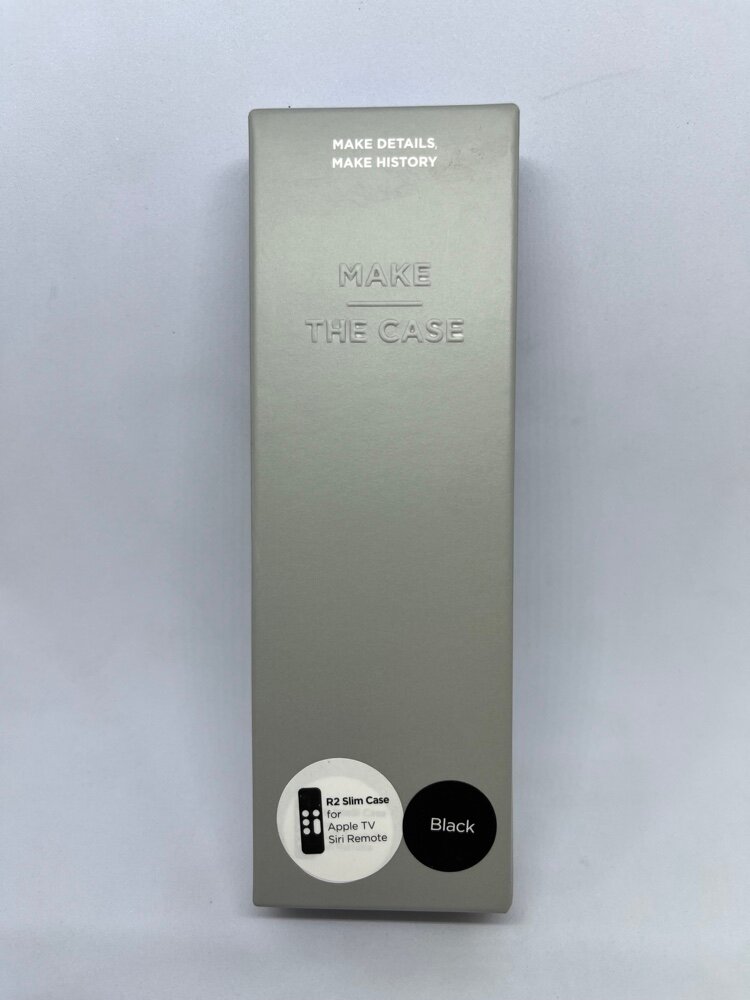 MAKE DETAILS,
MAKE HISTORY
MAKE
THE CASE
R2 Slim Case
for
Apple TV
Siri Remote
Black